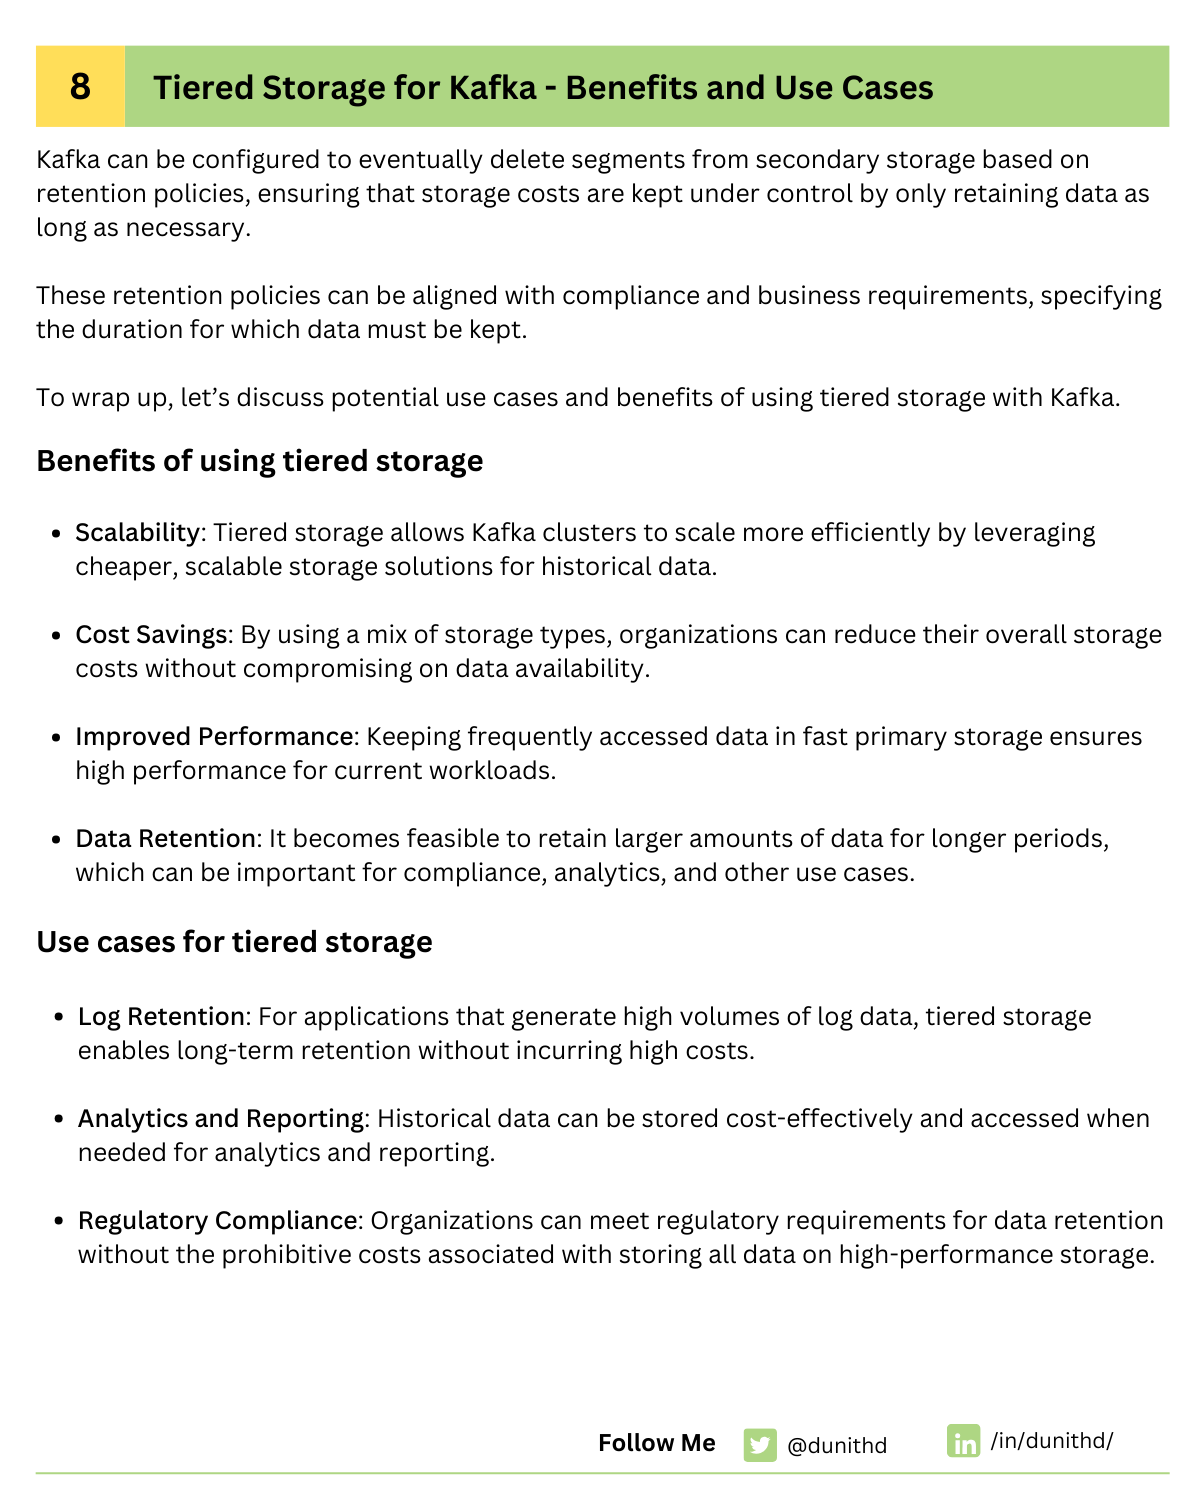 8
Tiered Storage for Kafka - Benefits and Use Cases
Kafka can be configured to eventually delete segments from secondary storage based on
retention policies, ensuring that storage costs are kept under control by only retaining data as
long as necessary.
These retention policies can be aligned with compliance and business requirements, specifying
the duration for which data must be kept.
To wrap up, let’s discuss potential use cases and benefits of using tiered storage with Kafka.
Benefits of using tiered storage
• Scalability: Tiered storage allows Kafka clusters to scale more efficiently by leveraging
cheaper, scalable storage solutions for historical data.
• Cost Savings: By using a mix of storage types, organizations can reduce their overall storage
costs without compromising on data availability.
• Improved Performance: Keeping frequently accessed data in fast primary storage ensures
high performance for current workloads.
• Data Retention: It becomes feasible to retain larger amounts of data for longer periods,
which can be important for compliance, analytics, and other use cases.
Use cases for tiered storage
• Log Retention: For applications that generate high volumes of log data, tiered storage
enables long-term retention without incurring high costs.
• Analytics and Reporting: Historical data can be stored cost-effectively and accessed when
needed for analytics and reporting.
• Regulatory Compliance: Organizations can meet regulatory requirements for data retention
without the prohibitive costs associated with storing all data on high-performance storage.
Follow Me @dunithd in /in/dunithd/